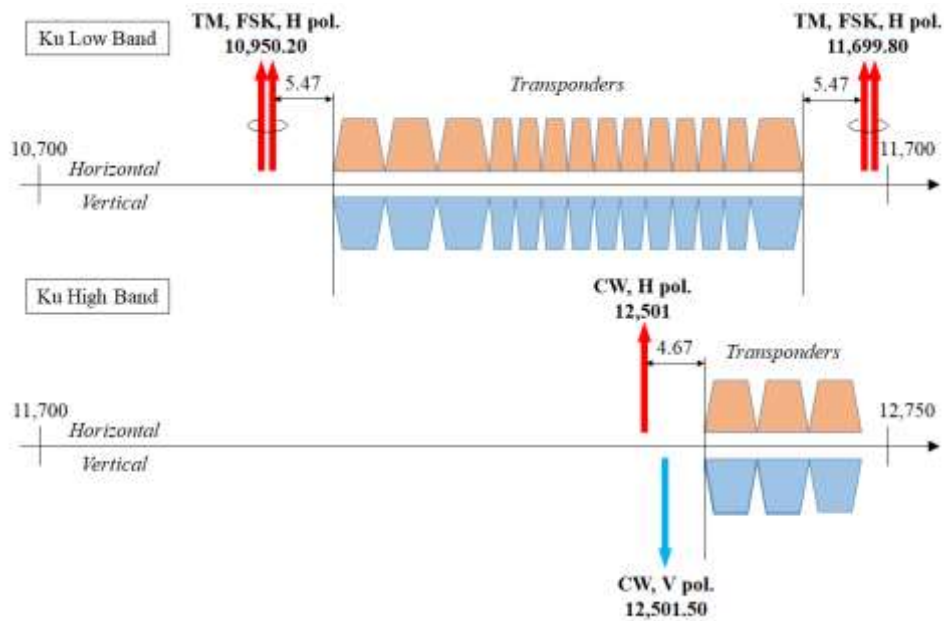 Ku Low Band
TM, FSK, H pol.
10,950.20
TM, FSK, H pol.
11,699.80
5.47
Transponders
5.47
10,700
Horizontal
Vertical
11,700
Ku High Band
CW, H pol.
12,501
4.67
Transponders
11,700
Horizontal
Vertical
12,750
CW, V pol.
12,501.50